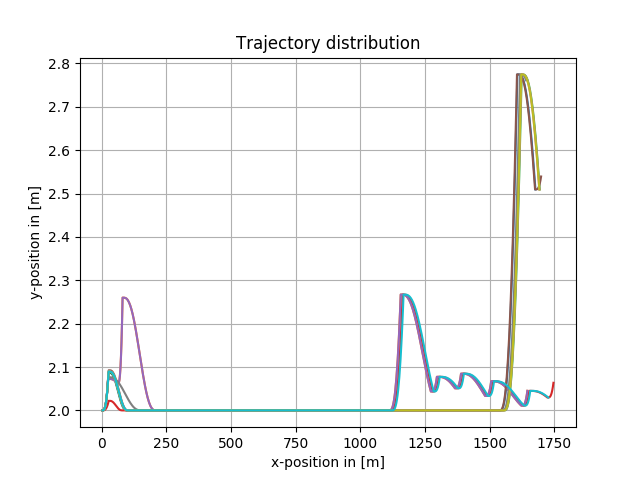 Trajectory distribution
y-position in [m]
2.8
2.7
2.6
2.5
2.4
2.3
2.2
2.1
2.0
0 250 500 750 1000 1250 1500 1750
x-position in [m]